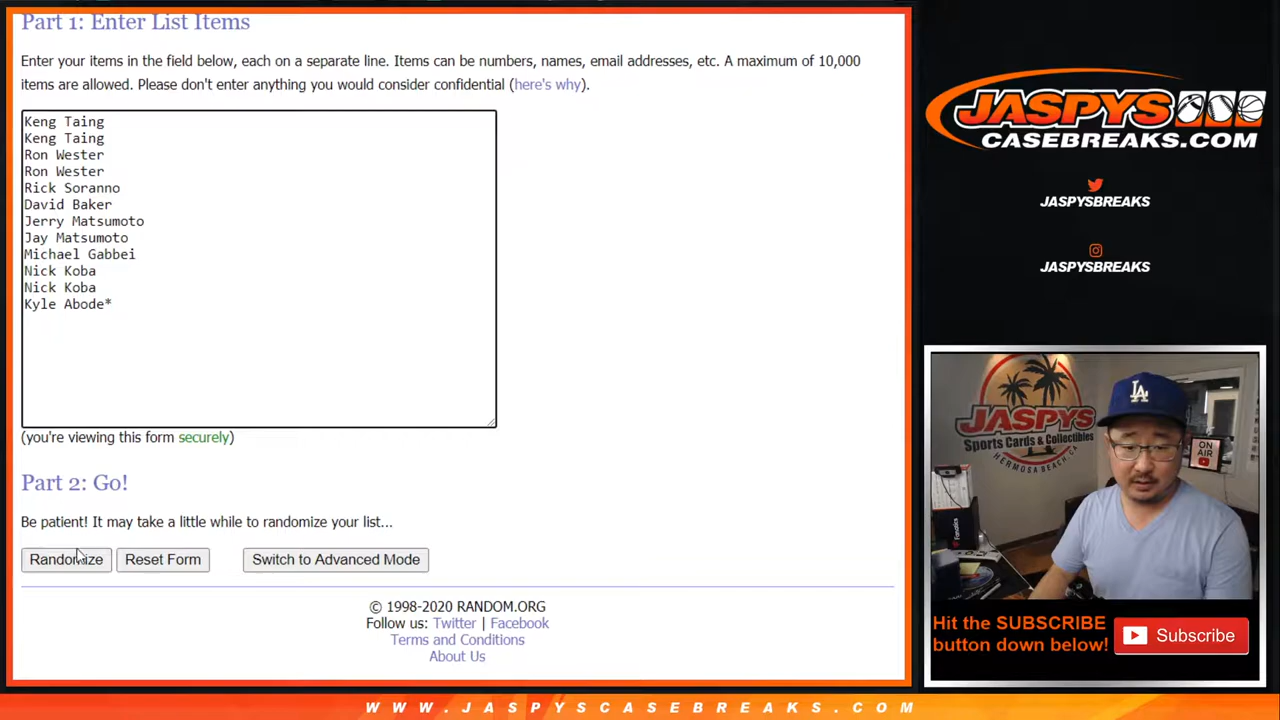 Part 1: Enter List Items
Enter your items in the field below, each on a separate line. Items can be numbers, names, email addresses, etc. A maximum of 10,000
items are allowed. Please don't enter anything you would consider confidential (here's why).
Keng Taing
Keng Taing
Ron Wester
Ron Wester
Rick Soranno
David Baker
Jerry Matsumoto
Jay Matsumoto
Michael Gabbei
Nick Koba
Nick Koba
Kyle Abode*
(you're viewing this form securely)
Part 2: Go!
Be patient! It may take a little while to randomize your list...
Randomize
Reset Form
Switch to Advanced Mode
© 1998-2020 RANDOM.ORG
Follow us: Twitter | Facebook
Terms and Conditions
About Us
JASPYS
CASEBREAKS.COM
JASPYSBREAKS
JASPYSBREAKS
JASPYS
Sports Cards & Collectibles
HERMOSA BEACH, CA
ON
AIR
Fanatics
LA
Hit the SUBSCRIBE
button down below!
Subscribe
WWW.JASPYSCASEBREAKS.COM